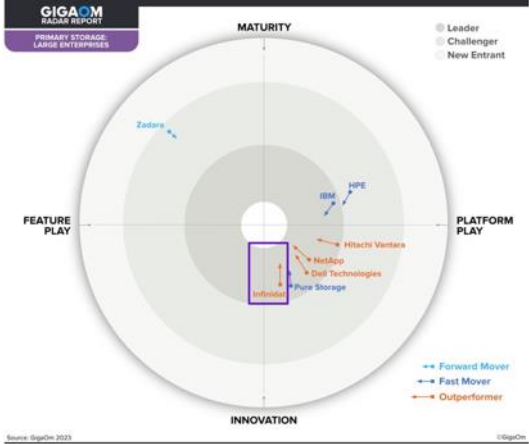 GIGAOM
RADAR REPORT
PRIMARY STORAGE:
LARGE ENTERPRISES
MATURITY
Leader
Challenger
New Entrant
Zadara
HPE
IBM
FEATURE
PLAY
PLATFORM
PLAY
Hitachi Vantara
NetApp
Dell Technologies
Pure Storage
Infinidat
Forward Mover
Fast Mover
Outperformer
INNOVATION
Source: GigaOm 2023
©GigaOm